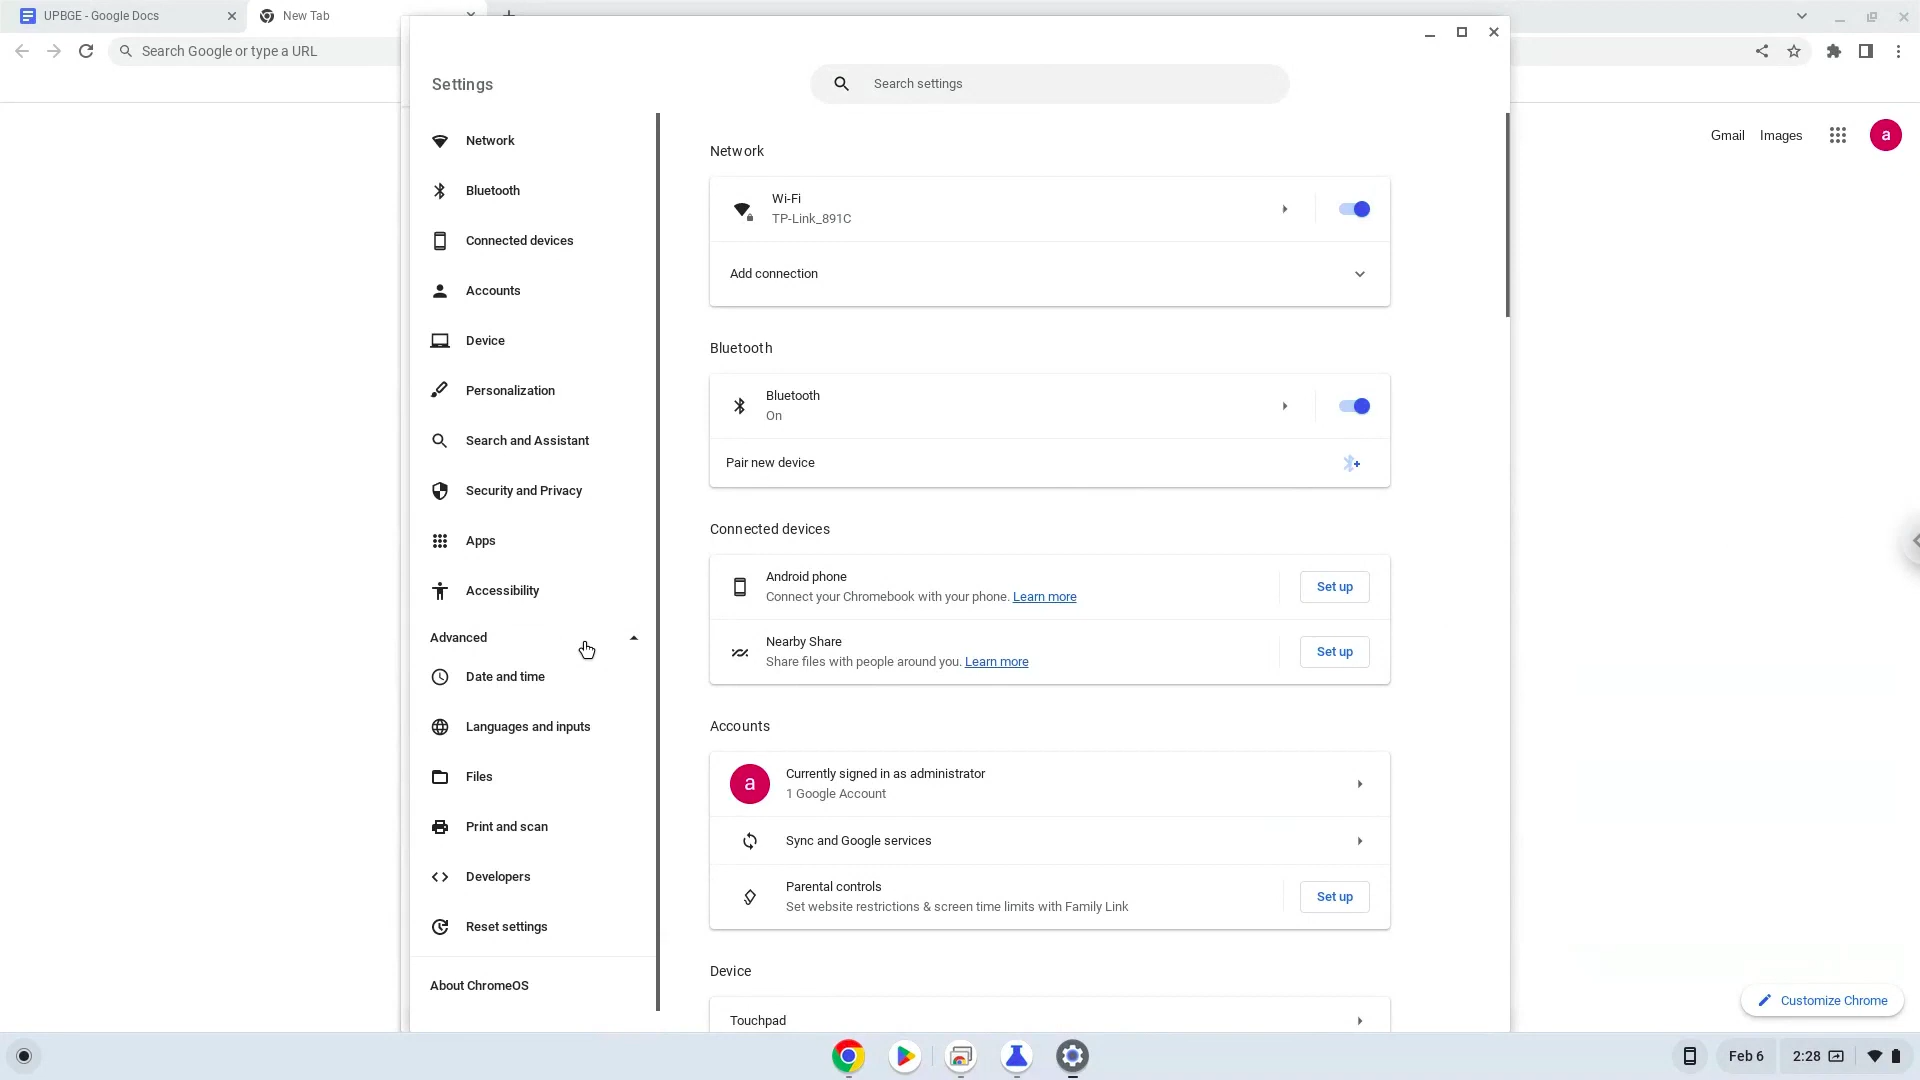 UPBGE - Google Docs
New Tab
Search Google or type a URL
Settings
Search settings
Gmail
Images
a
Network
Bluetooth
Connected devices
Accounts
Device
Personalization
Search and Assistant
Security and Privacy
Apps
Accessibility
Advanced
Date and time
Languages and inputs
Files
Print and scan
Developers
Reset settings
About ChromeOS
Network
Wi-Fi
TP-Link_891C
Add connection
Bluetooth
Bluetooth
On
Pair new device
Connected devices
Android phone
Connect your Chromebook with your phone. Learn more
Set up
Nearby Share
Share files with people around you. Learn more
Set up
Accounts
a
Currently signed in as administrator
1 Google Account
Sync and Google services
Parental controls
Set website restrictions & screen time limits with Family Link
Set up
Device
Touchpad
Customize Chrome
Feb 6
2:28